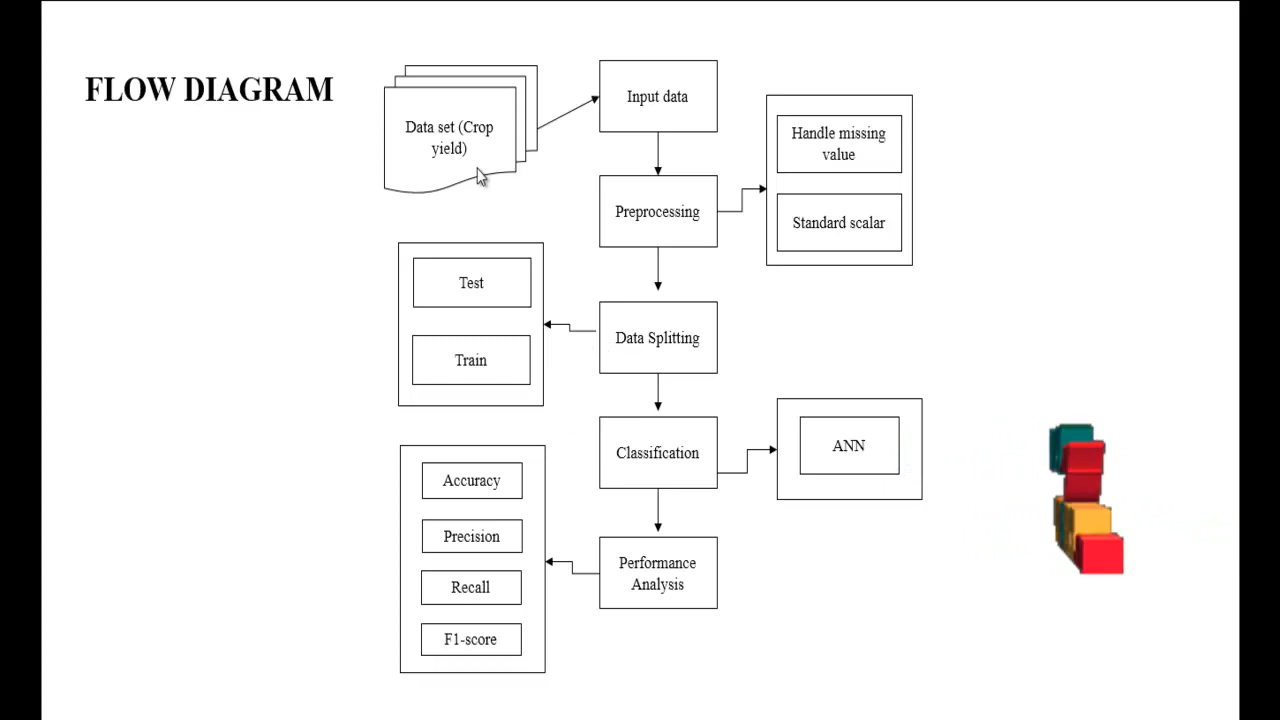 FLOW DIAGRAM
Data set (Crop
yield)
Input data
Preprocessing
Handle missing
value
Standard scalar
Data Splitting
Test
Train
Classification
ANN
Performance
Analysis
Accuracy
Precision
Recall
F1-score